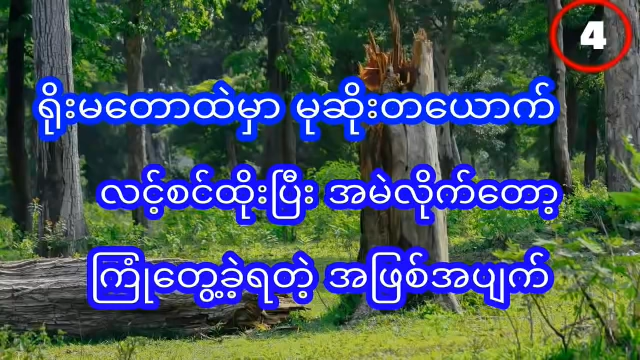 4
ရိုးမတောထဲမှာ မုဆိုးတယောက်
လင့်စင်ထိုးပြီး အမဲလိုက်တော့
ကြုံတွေ့ခဲ့ရတဲ့ အဖြစ်အပျက်